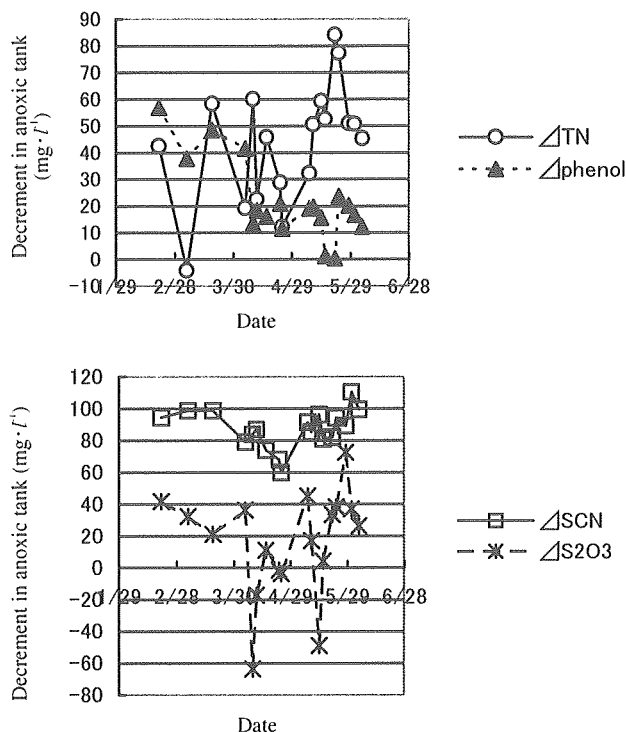 90
80
70
60
50
40
30
20
10
0
-10
1/29 2/28 3/30 4/29 5/29 6/28
Decrement in anoxic tank
(mg·l⁻¹)
Date
⊿TN
⊿phenol
120
100
80
60
40
20
0
-20
-40
-60
-80
1/29 2/28 3/30 4/29 5/29 6/28
Decrement in anoxic tank (mg·l⁻¹)
Date
⊿SCN
⊿S2O3